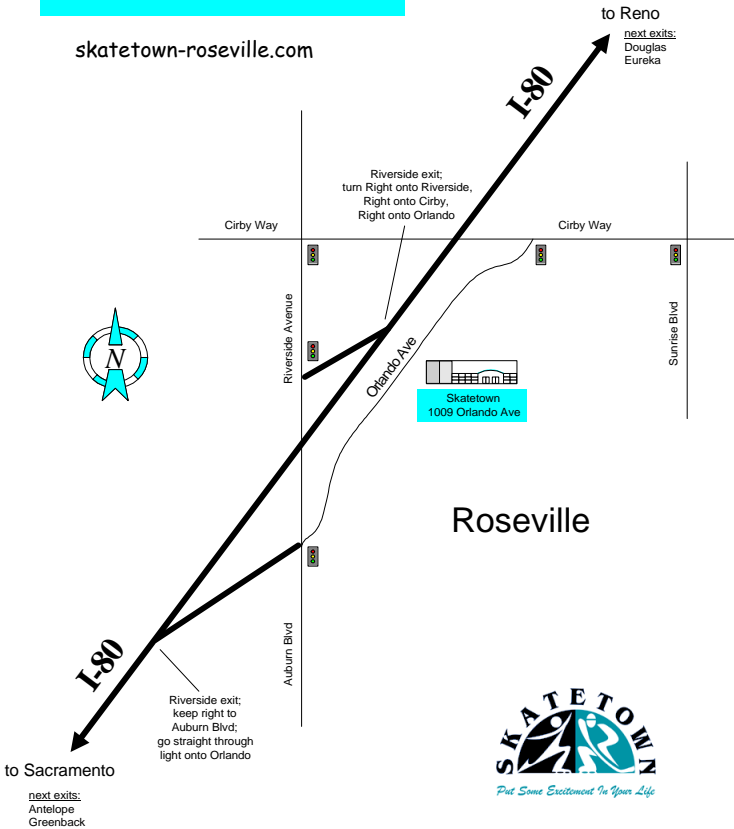 to Reno
next exits:
Douglas
Eureka
skatetown-roseville.com
I-80
Riverside exit;
turn Right onto Riverside,
Right onto Cirby,
Right onto Orlando
Cirby Way
Cirby Way
Riverside Avenue
Sunrise Blvd
N
Orlando Ave
Skatetown
1009 Orlando Ave
Roseville
Auburn Blvd
I-80
Riverside exit;
keep right to
Auburn Blvd;
go straight through
light onto Orlando
to Sacramento
next exits:
Antelope
Greenback
SKATETOWN
Put Some Excitement In Your Life